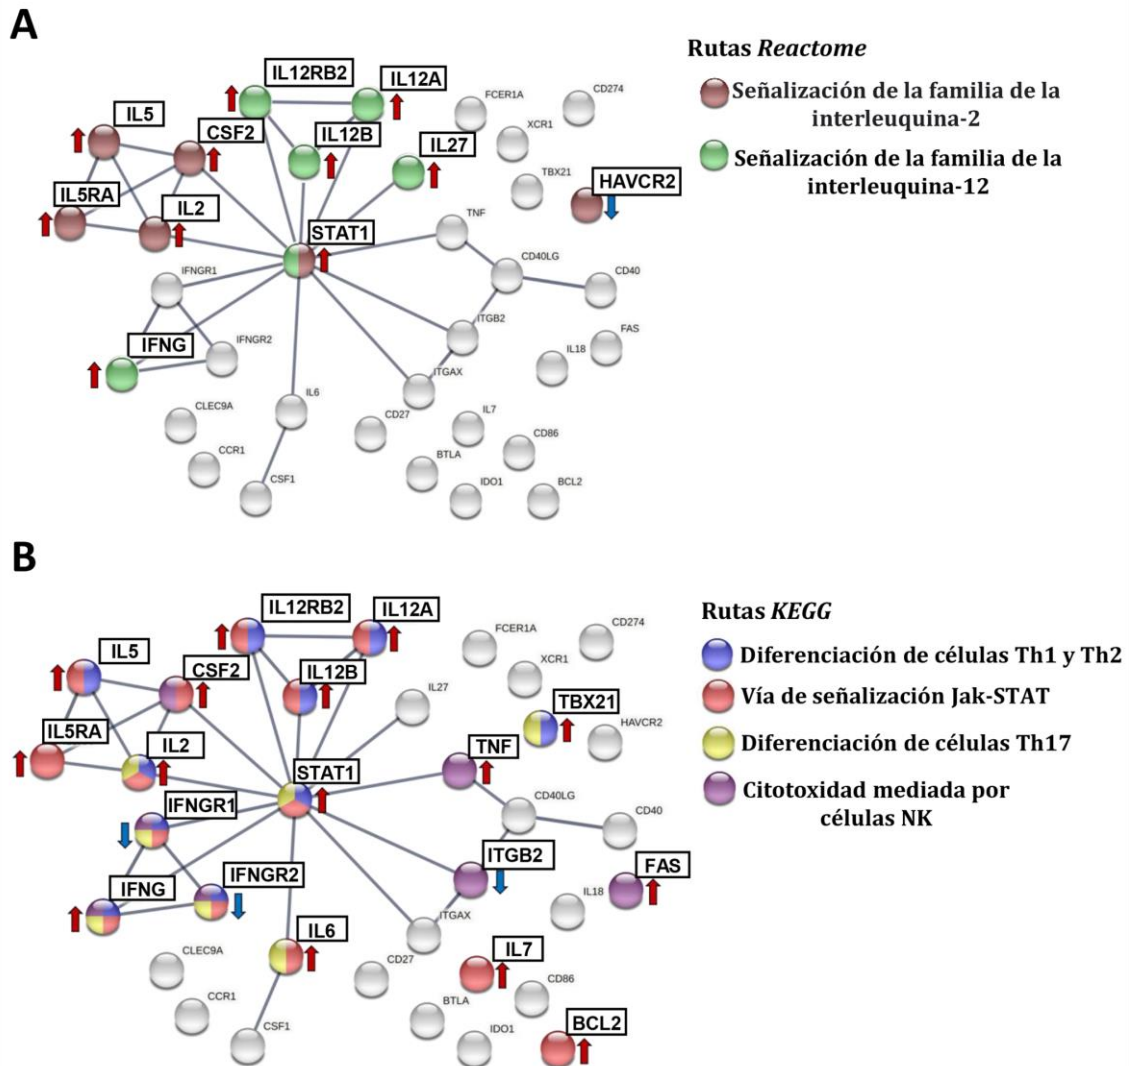 A
IL12RB2
IL12A
FCER1A
CD274
IL5
CSF2
IL12B
XCR1
IL27
TBX21
HAVCR2
IL5RA
IL2
TNF
STAT1
CD40LG
IFNGR1
CD40
ITGB2
IFNG
IFNGR2
FAS
IL18
ITGAX
IL6
CLEC9A
CD27
IL7
CD86
CCR1
BTLA
CSF1
IDO1
BCL2
Rutas Reactome
Señalización de la familia de la
interleuquina-2
Señalización de la familia de la
interleuquina-12
B
IL12RB2
IL12A
FCER1A
CD274
IL5
CSF2
IL12B
XCR1
IL27
TBX21
HAVCR2
IL5RA
IL2
TNF
STAT1
CD40LG
IFNGR1
CD40
ITGB2
FAS
IFNG
IFNGR2
IL18
ITGAX
IL6
IL7
CLEC9A
CD27
CD86
CCR1
BTLA
CSF1
IDO1
BCL2
Rutas KEGG
Diferenciación de células Th1 y Th2
Vía de señalización Jak-STAT
Diferenciación de células Th17
Citotoxidad mediada por
células NK